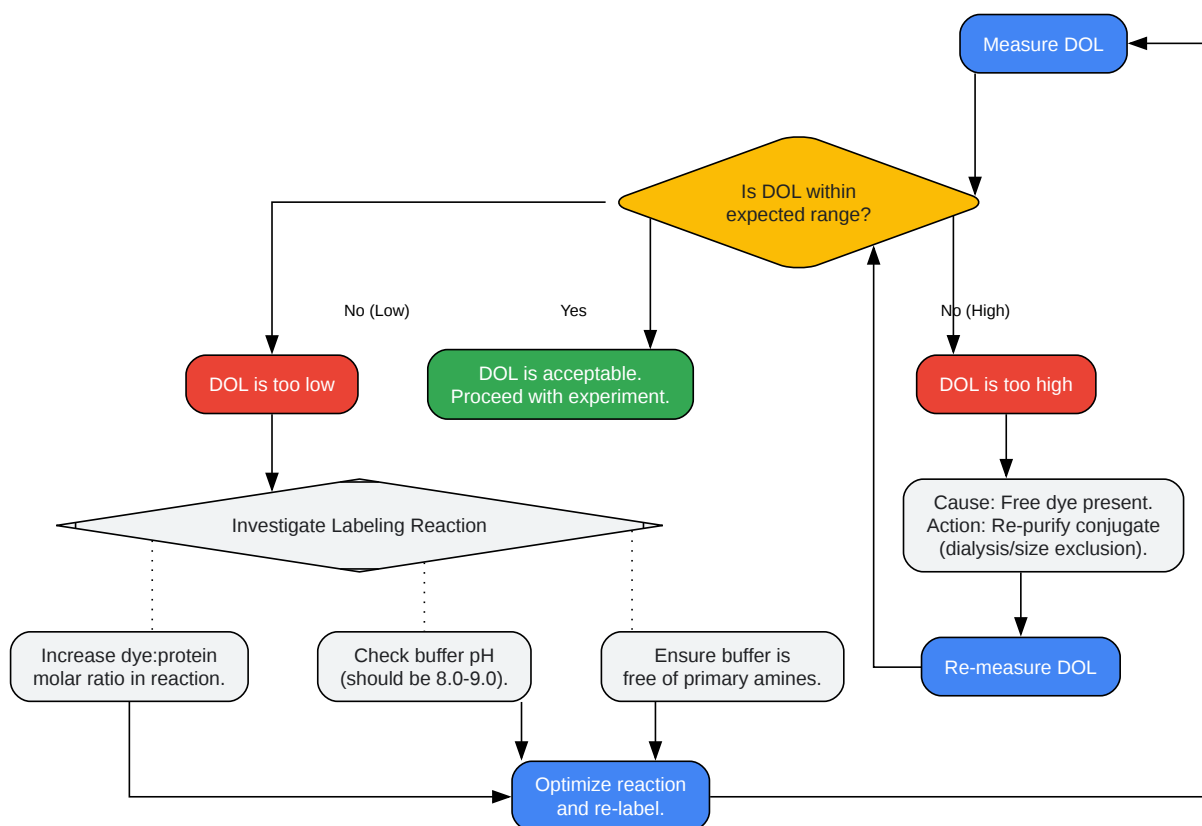 Measure DOL
Is DOL within
expected range?
No (Low)
Yes
No (High)
DOL is too low
DOL is acceptable.
Proceed with experiment.
DOL is too high
Investigate Labeling Reaction
Cause: Free dye present.
Action: Re-purify conjugate
(dialysis/size exclusion).
Increase dye:protein
molar ratio in reaction.
Check buffer pH
(should be 8.0-9.0).
Ensure buffer is
free of primary amines.
Re-measure DOL
Optimize reaction
and re-label.